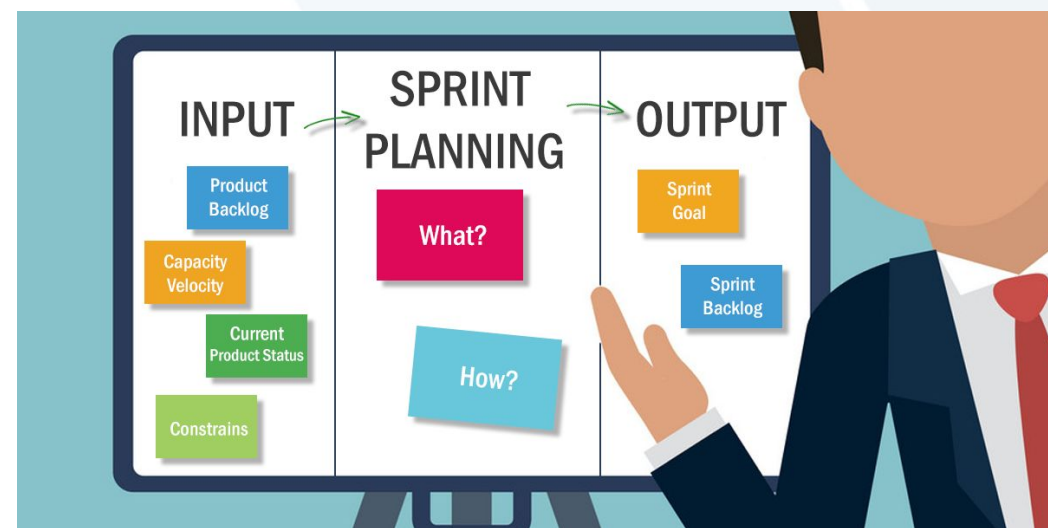 INPUT
Product
Backlog
Capacity
Velocity
Current
Product Status
Constrains
SPRINT
PLANNING
What?
How?
OUTPUT
Sprint
Goal
Sprint
Backlog